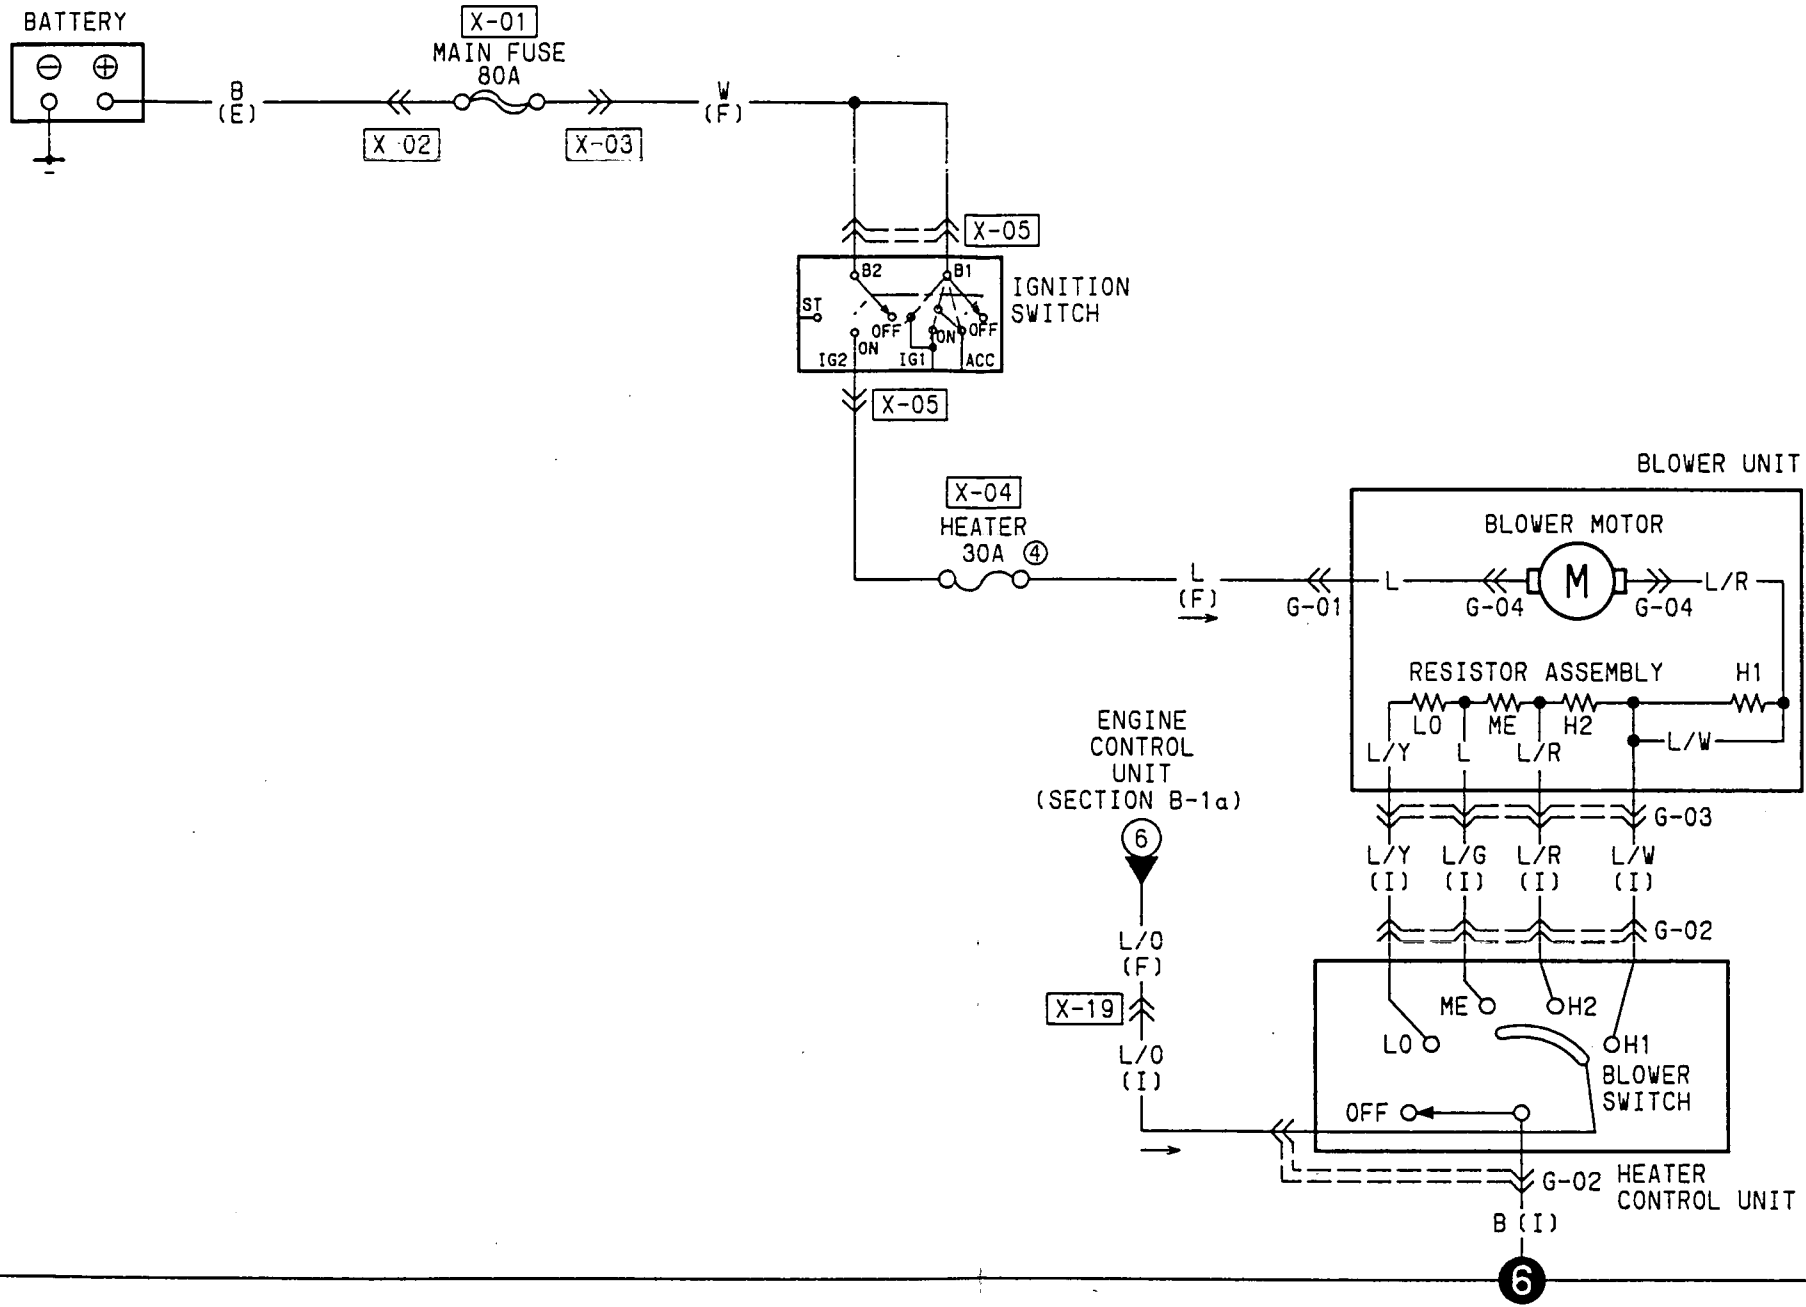 BATTERY
⊖ ⊕
X-01
MAIN FUSE
80A
B
(E)
X-02
X-03
W
(F)
X-05
B2
B1
IGNITION
SWITCH
ST
OFF
ON
OFF
ON
IG2
IG1
ACC
X-05
X-04
HEATER
30A ④
L
(F)
G-01
BLOWER UNIT
BLOWER MOTOR
L
G-04
M
G-04
L/R
RESISTOR ASSEMBLY
H1
LO
ME
H2
L/Y
L
L/R
L/W
G-03
L/Y
(I)
L/G
(I)
L/R
(I)
L/W
(I)
G-02
ENGINE
CONTROL
UNIT
(SECTION B-1a)
6
L/O
(F)
X-19
L/O
(I)
ME
H2
LO
H1
BLOWER
SWITCH
OFF
G-02
HEATER
CONTROL UNIT
B (I)
6